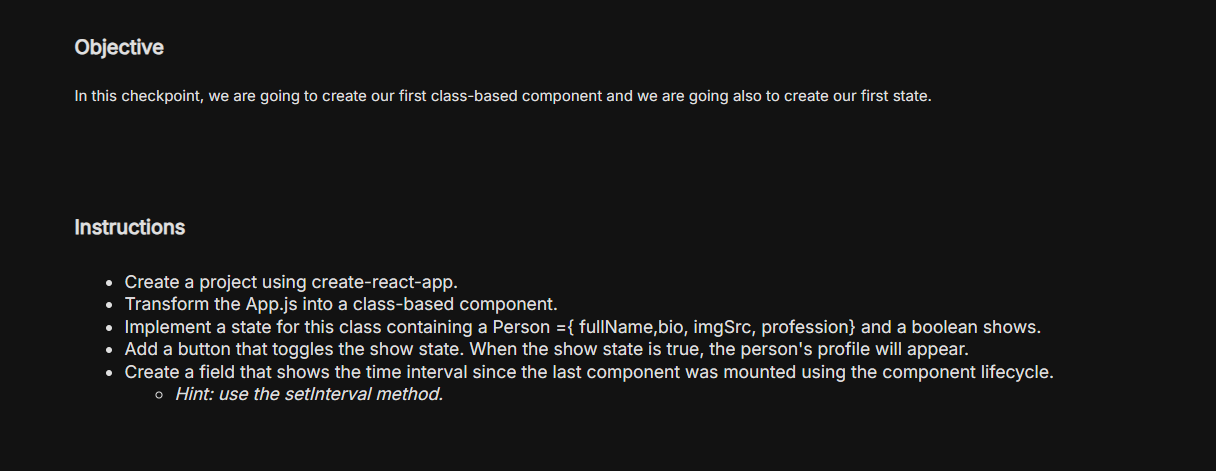 Objective
In this checkpoint, we are going to create our first class-based component and we are going also to create our first state.
Instructions
• Create a project using create-react-app.
• Transform the App.js into a class-based component.
• Implement a state for this class containing a Person ={ fullName,bio, imgSrc, profession} and a boolean shows.
• Add a button that toggles the show state. When the show state is true, the person's profile will appear.
• Create a field that shows the time interval since the last component was mounted using the component lifecycle.
◦ Hint: use the setInterval method.